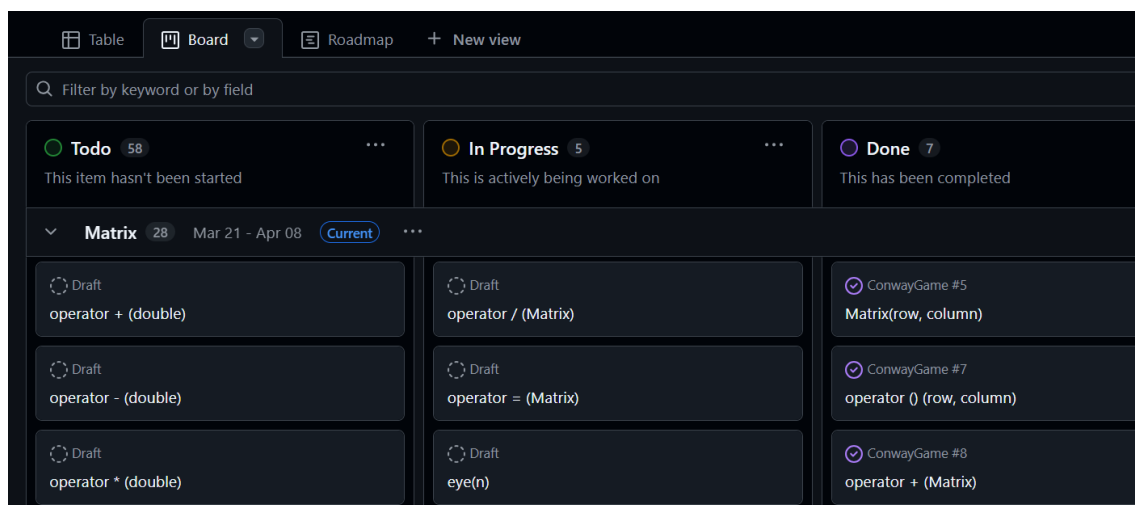 Table Board Roadmap + New view
Filter by keyword or by field
Todo 58 ...
This item hasn't been started
In Progress 5 ...
This is actively being worked on
Done 7
This has been completed
Matrix 28 Mar 21 - Apr 08 Current ...
Draft
operator + (double)
Draft
operator - (double)
Draft
operator * (double)
Draft
operator / (Matrix)
Draft
operator = (Matrix)
Draft
eye(n)
ConwayGame #5
Matrix(row, column)
ConwayGame #7
operator () (row, column)
ConwayGame #8
operator + (Matrix)